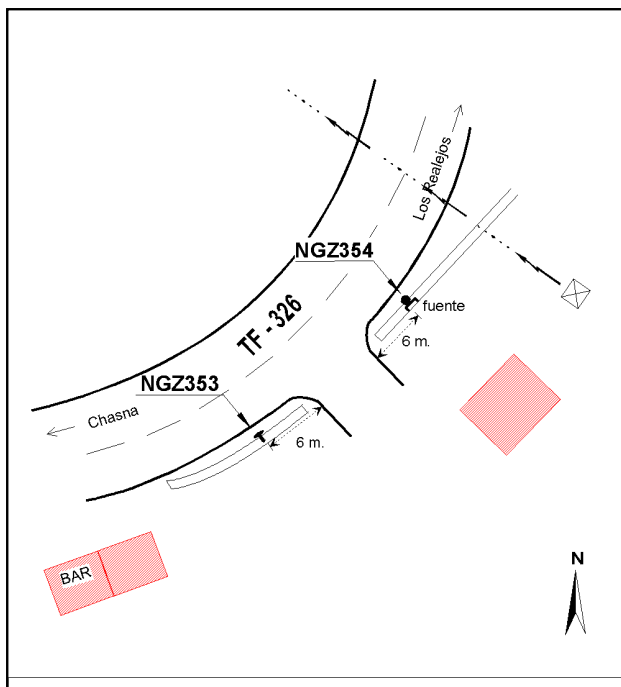 Los Realejos
NGZ354
fuente
TF - 326
6 m.
NGZ353
Chasna
6 m.
BAR
N